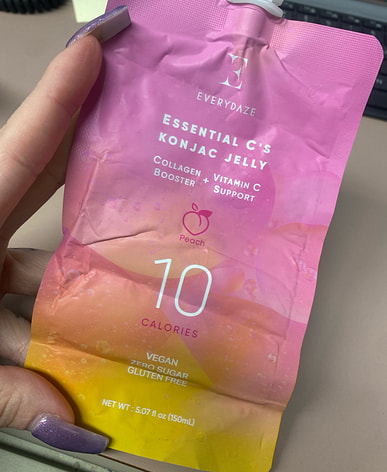 E
EVERYDAZE
ESSENTIAL C'S
KONJAC JELLY
COLLAGEN BOOSTER + VITAMIN C SUPPORT
Peach
10
CALORIES
VEGAN
ZERO SUGAR
GLUTEN FREE
NET WT : 5.07 fl oz (150mL)